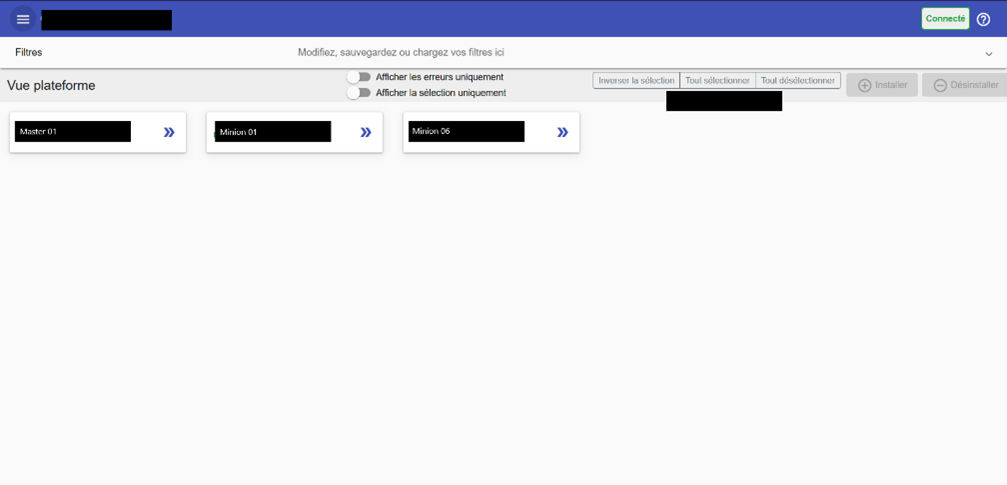 Connecté
Filtres
Modifiez, sauvegardez ou chargez vos filtres ici
Vue plateforme
Afficher les erreurs uniquement
Afficher la sélection uniquement
Inverser la sélection
Tout sélectionner
Tout désélectionner
Installer
Désinstaller
Master 01
Minion 01
Minion 06